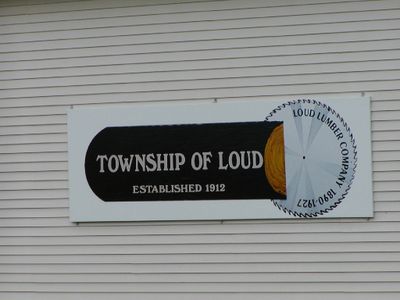 TOWNSHIP OF LOUD
ESTABLISHED 1912
LOUD LUMBER COMPANY 1890-1927